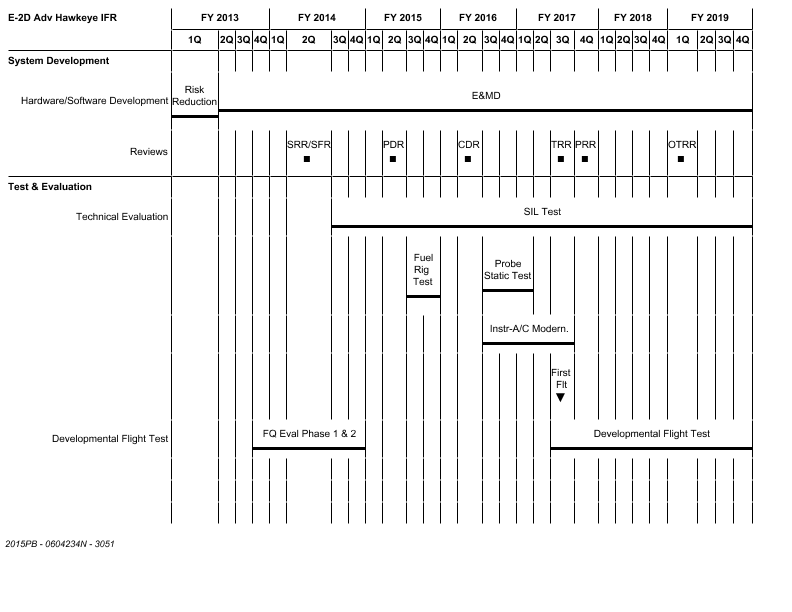 E-2D Adv Hawkeye IFR FY 2013 FY 2014 FY 2015 FY 2016 FY 2017 FY 2018 FY 2019
1Q 2Q 3Q 4Q 1Q 2Q 3Q 4Q 1Q 2Q 3Q 4Q 1Q 2Q 3Q 4Q 1Q 2Q 3Q 4Q 1Q 2Q 3Q 4Q 1Q 2Q 3Q 4Q
System Development
Hardware/Software Development
Risk
Reduction
E&MD
Reviews
SRR/SFR PDR CDR TRR PRR OTRR
Test & Evaluation
Technical Evaluation
SIL Test
Fuel
Rig
Test
Probe
Static Test
Instr-A/C Modern.
First
Flt
Developmental Flight Test
FQ Eval Phase 1 & 2
Developmental Flight Test
2015PB - 0604234N - 3051